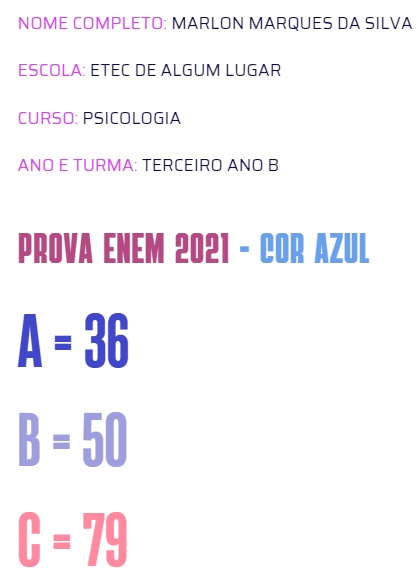 NOME COMPLETO: MARLON MARQUES DA SILVA
ESCOLA: ETEC DE ALGUM LUGAR
CURSO: PSICOLOGIA
ANO E TURMA: TERCEIRO ANO B
PROVA ENEM 2021 - COR AZUL
A = 36
B = 50
C = 79